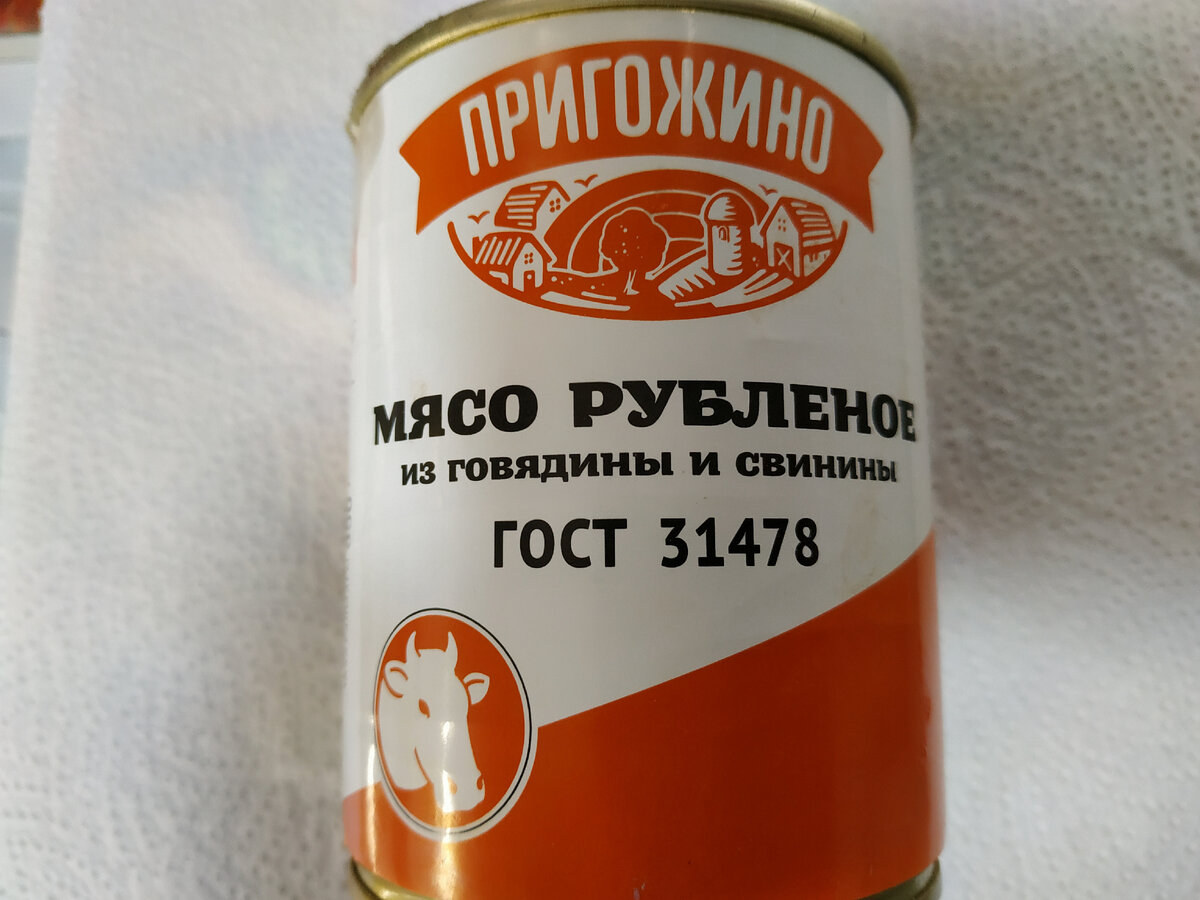 ПРИГОЖИНО
МЯСО РУБЛЕНОЕ
из говядины и свинины
ГОСТ 31478